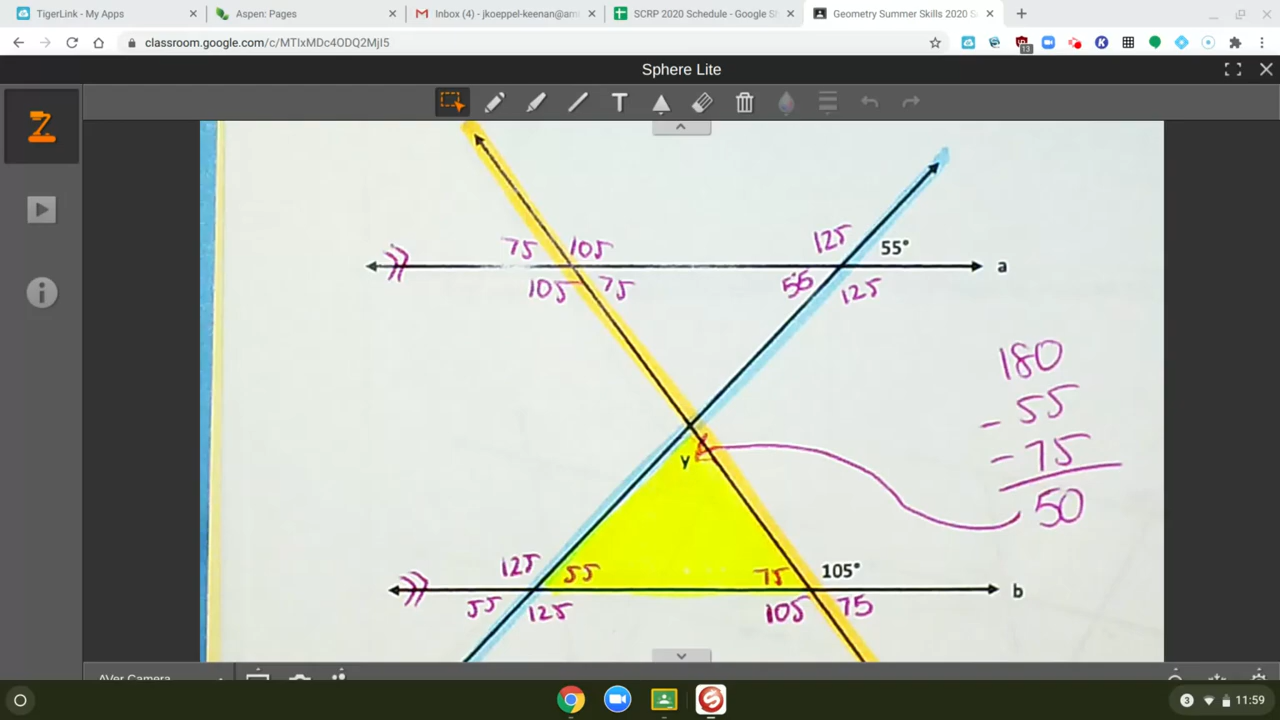 TigerLink - My Apps
Aspen: Pages
Inbox (4) - jkoeppel-keenan@am
SCRP 2020 Schedule - Google Sh
Geometry Summer Skills 2020 S
classroom.google.com/c/MTIxMDc4ODQ2MjI5
13
Sphere Lite
T
75 105
125 55°
a
105 75
55 125
180
- 55
- 75
50
y
125 55
75 105°
b
55 125
105 75
AVer Camera
3 11:59